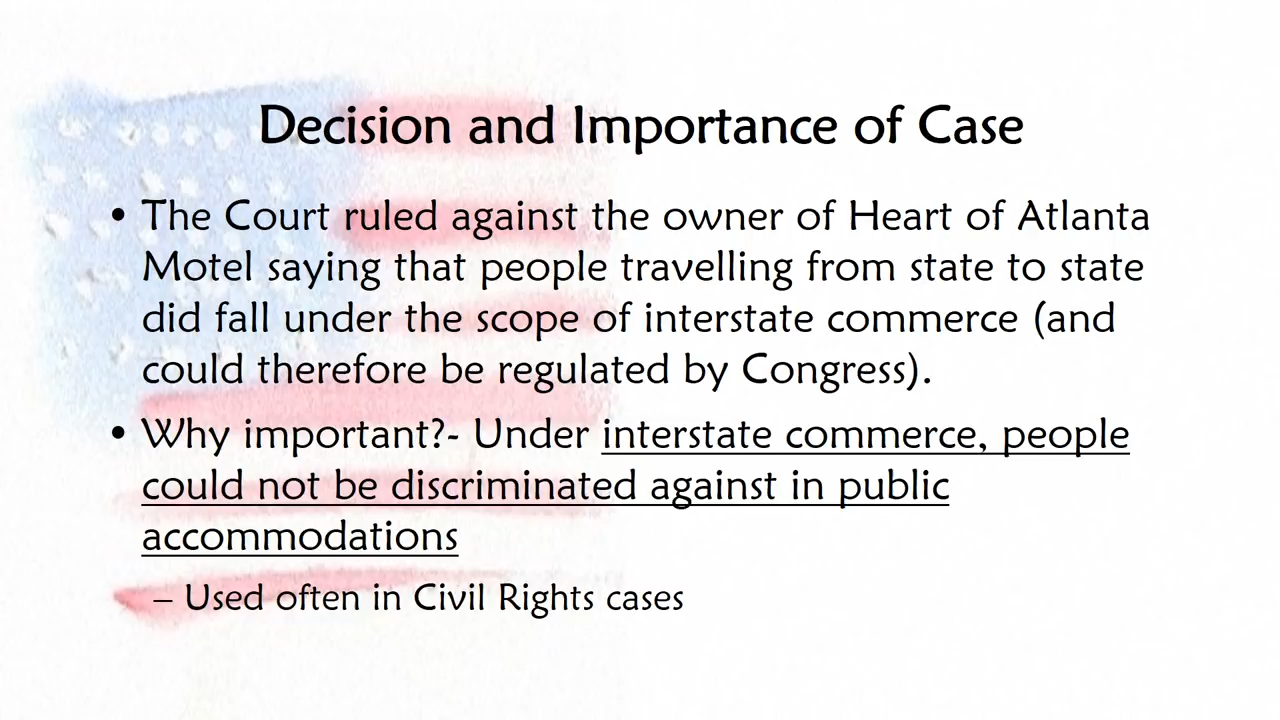 Decision and Importance of Case
• The Court ruled against the owner of Heart of Atlanta
Motel saying that people travelling from state to state
did fall under the scope of interstate commerce (and
could therefore be regulated by Congress).
• Why important?- Under interstate commerce, people
could not be discriminated against in public
accommodations
– Used often in Civil Rights cases